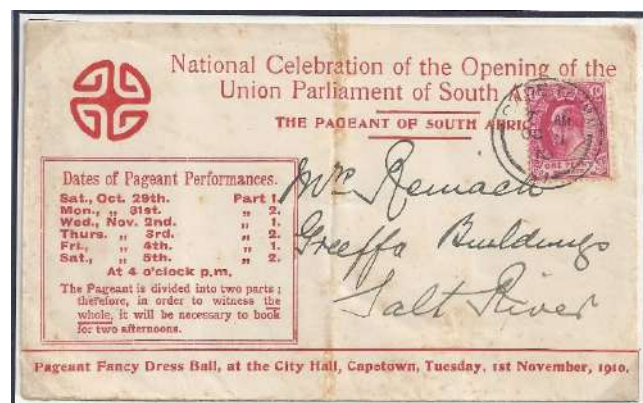 National Celebration of the Opening of the
Union Parliament of South
THE PAGEANT OF SOUTH AFRIC
ONE PENNY
Dates of Pageant Performances.
Sat., Oct. 29th. Part 1.
Mon., „ 31st. „ 2.
Wed., Nov. 2nd. „ 1.
Thurs. „ 3rd. „ 2.
Fri., „ 4th. „ 1.
Sat., „ 5th. „ 2.
At 4 o'clock p.m.
The Pageant is divided into two parts ;
therefore, in order to witness the
whole, it will be necessary to book
for two afternoons.
Greeffs Buildings
Salt River
Pageant Fancy Dress Ball, at the City Hall, Capetown, Tuesday, 1st November, 1910.